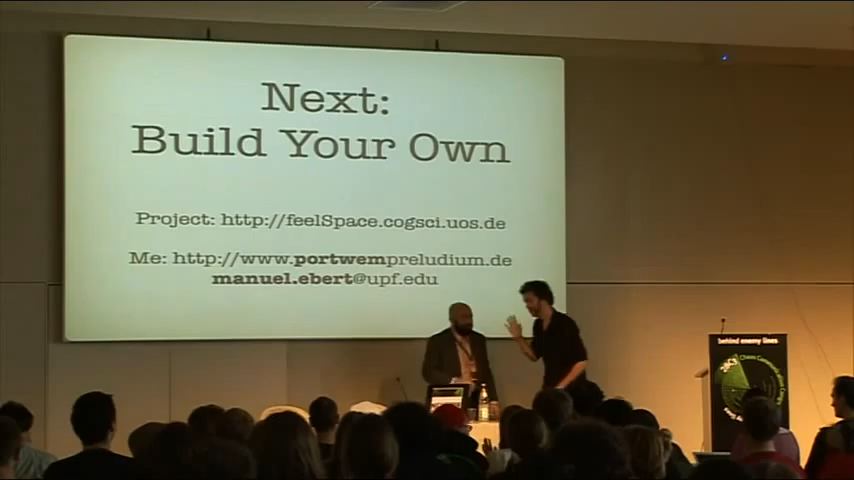 Next:
Build Your Own
Project: http://feelSpace.cogsci.uos.de
Me: http://www.portwempreludium.de
manuel.ebert@upf.edu
behind enemy lines